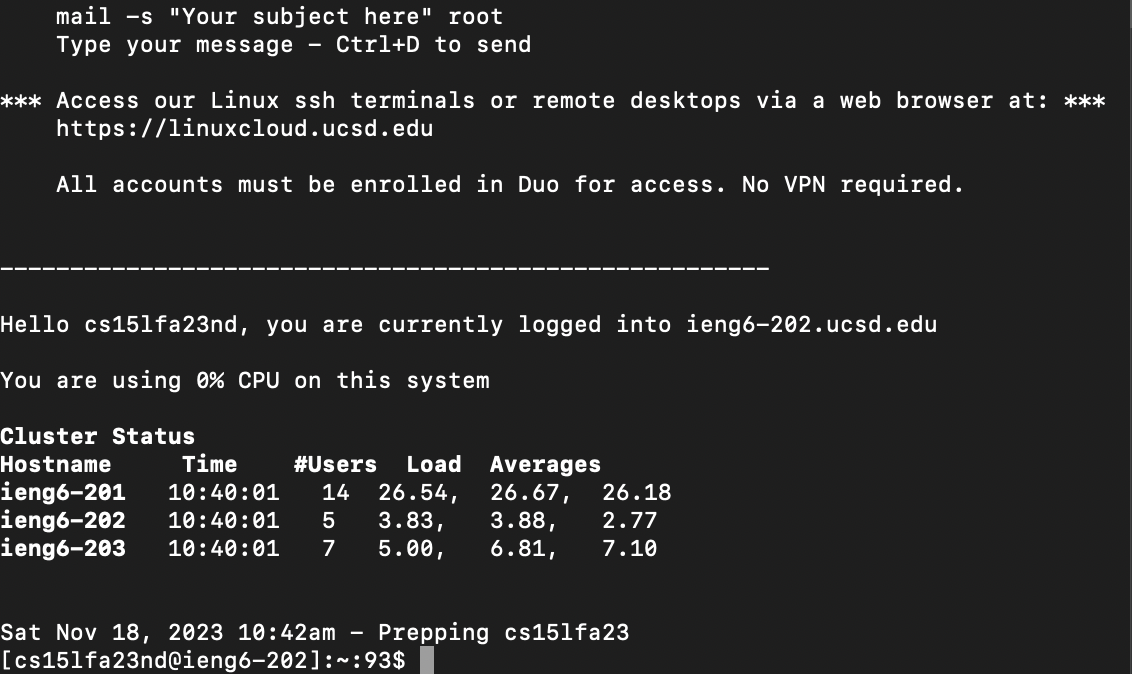 mail -s "Your subject here" root
Type your message - Ctrl+D to send
*** Access our Linux ssh terminals or remote desktops via a web browser at: ***
https://linuxcloud.ucsd.edu
All accounts must be enrolled in Duo for access. No VPN required.
-------------------------------------------------------
Hello cs15lfa23nd, you are currently logged into ieng6-202.ucsd.edu
You are using 0% CPU on this system
Cluster Status
Hostname     Time    #Users  Load  Averages
ieng6-201   10:40:01   14  26.54,  26.67,  26.18
ieng6-202   10:40:01   5   3.83,   3.88,   2.77
ieng6-203   10:40:01   7   5.00,   6.81,   7.10
Sat Nov 18, 2023 10:42am - Prepping cs15lfa23
[cs15lfa23nd@ieng6-202]:~:93$